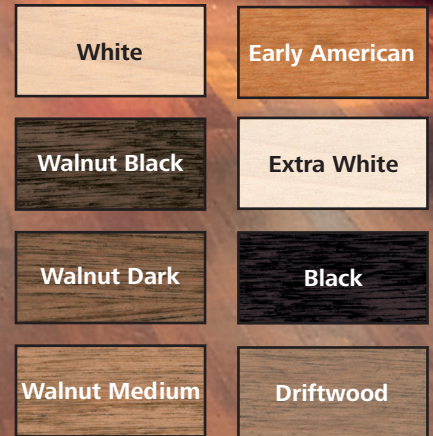 White
Early American
Walnut Black
Extra White
Walnut Dark
Black
Walnut Medium
Driftwood